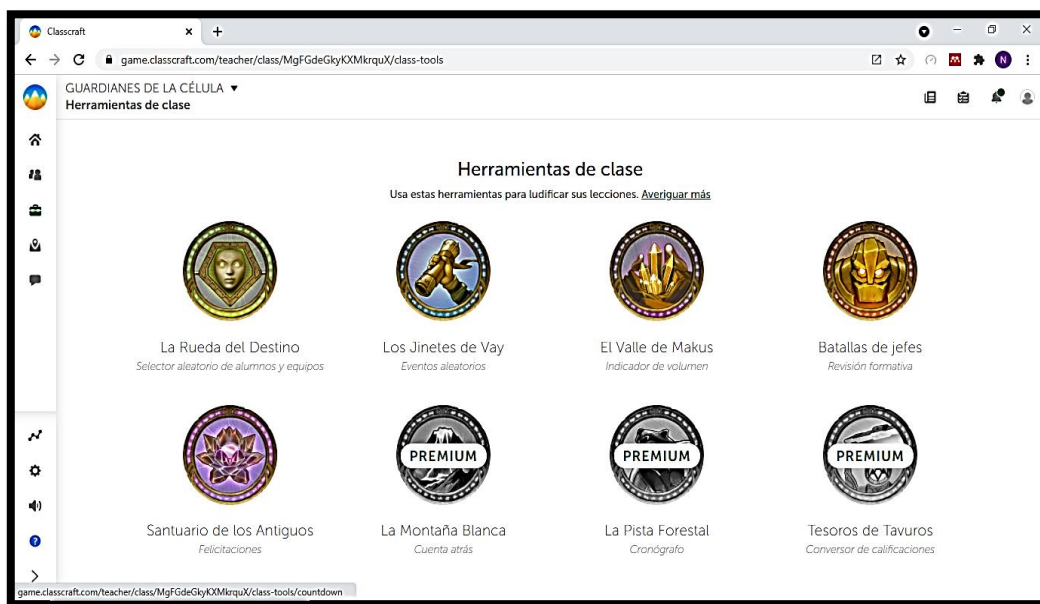 Classcraft
game.classcraft.com/teacher/class/MgFGdeGkyKXMkrquX/class-tools
N
GUARDIANES DE LA CÉLULA ▼
Herramientas de clase
Herramientas de clase
Usa estas herramientas para ludificar sus lecciones. Averiguar más
La Rueda del Destino
Selector aleatorio de alumnos y equipos
Los Jinetes de Vay
Eventos aleatorios
El Valle de Makus
Indicador de volumen
Batallas de jefes
Revisión formativa
Santuario de los Antiguos
Felicitaciones
PREMIUM
La Montaña Blanca
Cuenta atrás
PREMIUM
La Pista Forestal
Cronógrafo
PREMIUM
Tesoros de Tavuros
Conversor de calificaciones
game.classcraft.com/teacher/class/MgFGdeGkyKXMkrquX/class-tools/countdown